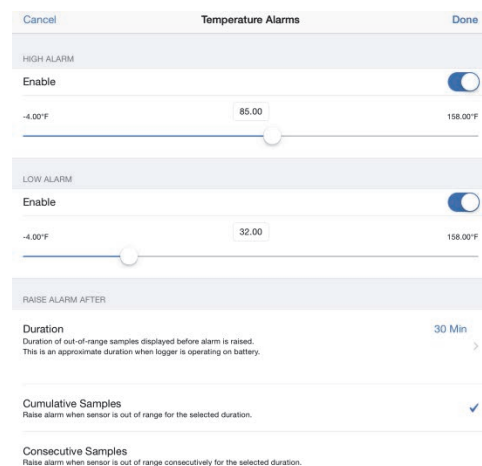 Cancel Temperature Alarms Done
HIGH ALARM
Enable
-4.00°F 85.00 158.00°F
LOW ALARM
Enable
-4.00°F 32.00 158.00°F
RAISE ALARM AFTER
Duration 30 Min
Duration of out-of-range samples displayed before alarm is raised.
This is an approximate duration when logger is operating on battery.
Cumulative Samples
Raise alarm when sensor is out of range for the selected duration.
Consecutive Samples
Raise alarm when sensor is out of range consecutively for the selected duration.